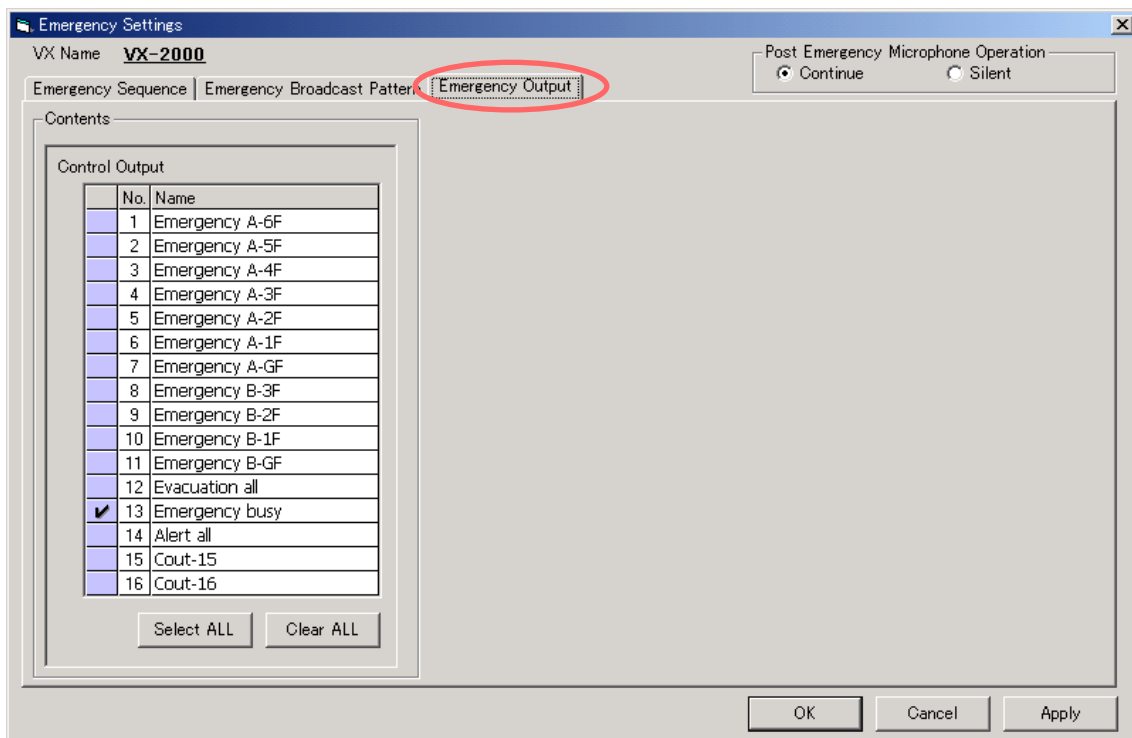 Emergency Settings
VX Name VX-2000
Post Emergency Microphone Operation
Continue Silent
Emergency Sequence Emergency Broadcast Pattern Emergency Output
Contents
Control Output
No. Name
1 Emergency A-6F
2 Emergency A-5F
3 Emergency A-4F
4 Emergency A-3F
5 Emergency A-2F
6 Emergency A-1F
7 Emergency A-GF
8 Emergency B-3F
9 Emergency B-2F
10 Emergency B-1F
11 Emergency B-GF
12 Evacuation all
13 Emergency busy
14 Alert all
15 Cout-15
16 Cout-16
Select ALL Clear ALL
OK Cancel Apply